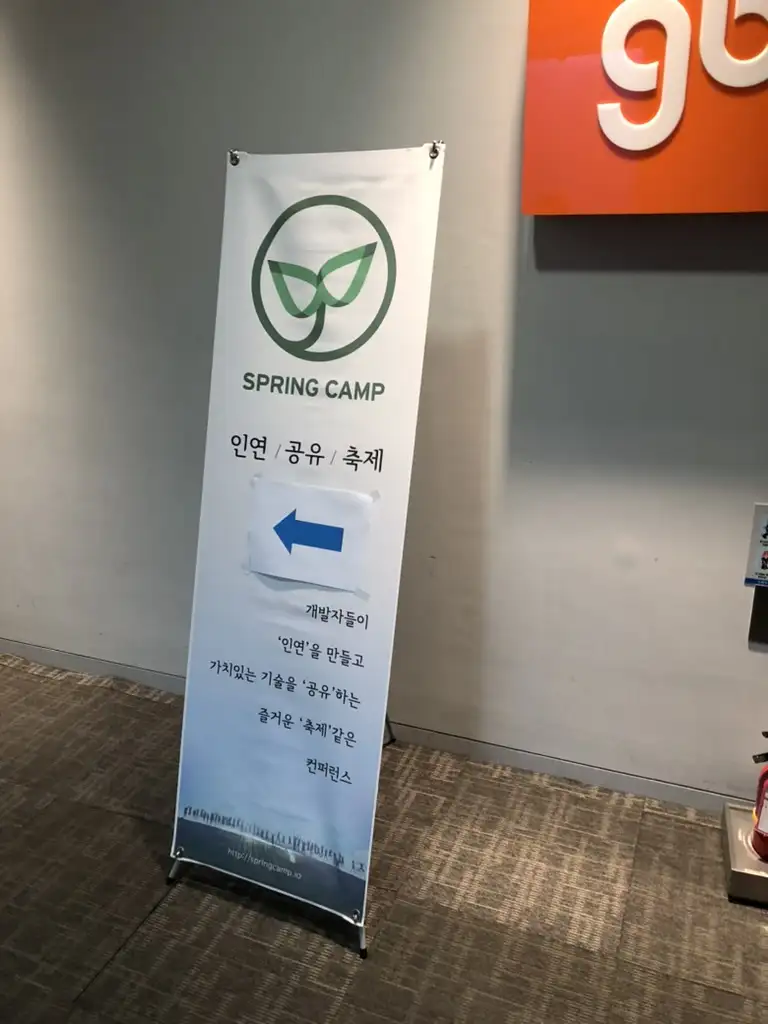 SPRING CAMP
인연 / 공유 / 축제
개발자들이
'인연'을 만들고
가치있는 기술을 '공유'하는
즐거운 '축제'같은
컨퍼런스
http://springcamp.io